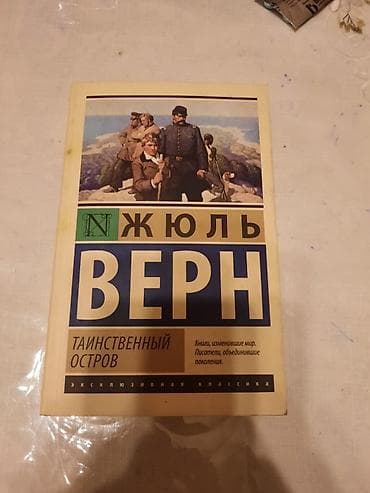 N ЖЮЛЬ
ВЕРН
ТАИНСТВЕННЫЙ
ОСТРОВ
Книги, изменившие мир.
Писатели, объединившие
поколения.
ЭКСКЛЮЗИВНАЯ КЛАССИКА